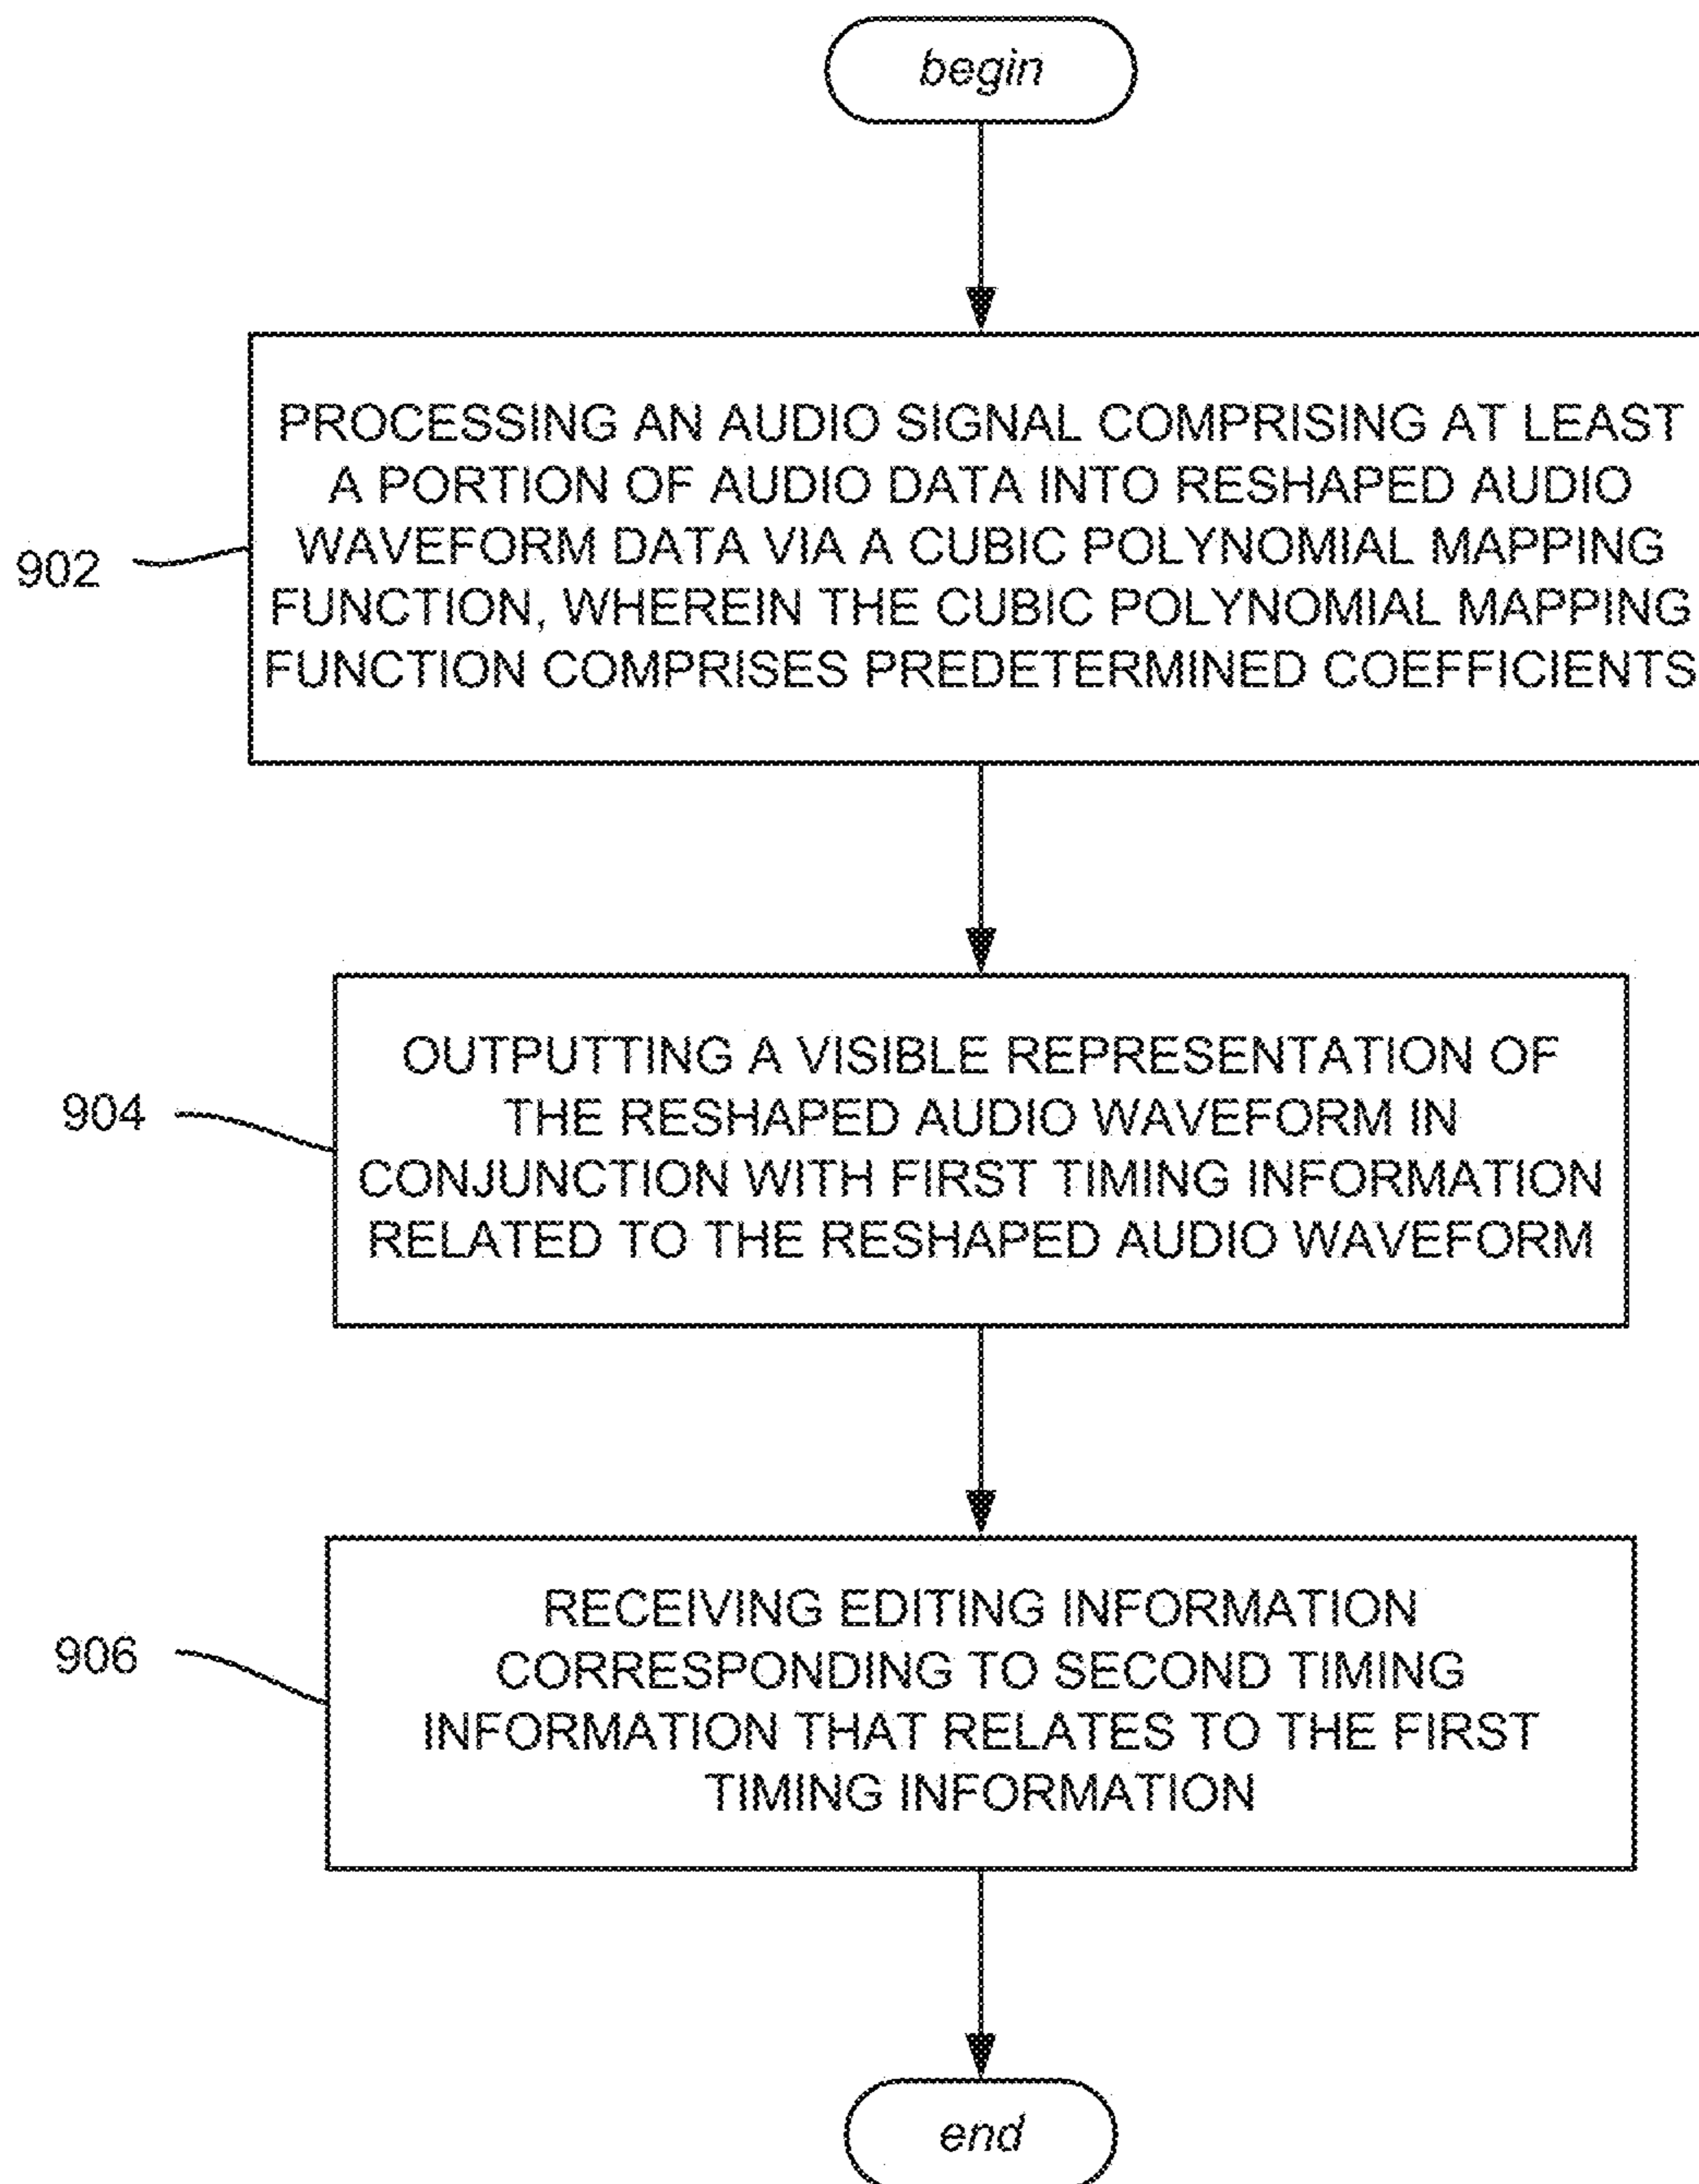 begin
PROCESSING AN AUDIO SIGNAL COMPRISING AT LEAST
A PORTION OF AUDIO DATA INTO RESHAPED AUDIO
WAVEFORM DATA VIA A CUBIC POLYNOMIAL MAPPING
FUNCTION, WHEREIN THE CUBIC POLYNOMIAL MAPPING
FUNCTION COMPRISES PREDETERMINED COEFFICIENTS
902
OUTPUTTING A VISIBLE REPRESENTATION OF
THE RESHAPED AUDIO WAVEFORM IN
CONJUNCTION WITH FIRST TIMING INFORMATION
RELATED TO THE RESHAPED AUDIO WAVEFORM
904
RECEIVING EDITING INFORMATION
CORRESPONDING TO SECOND TIMING
INFORMATION THAT RELATES TO THE FIRST
TIMING INFORMATION
906
end